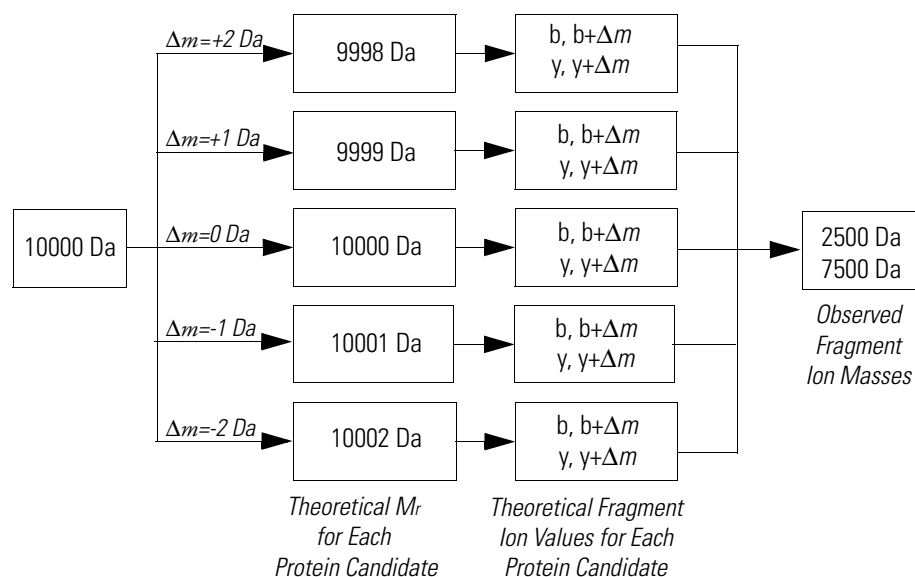 Δm=+2 Da
9998 Da
b, b+Δm
y, y+Δm
Δm=+1 Da
9999 Da
b, b+Δm
y, y+Δm
10000 Da
Δm=0 Da
10000 Da
b, b+Δm
y, y+Δm
2500 Da
7500 Da
Observed
Fragment
Ion Masses
Δm=-1 Da
10001 Da
b, b+Δm
y, y+Δm
Δm=-2 Da
10002 Da
b, b+Δm
y, y+Δm
Theoretical Mr
for Each
Protein Candidate
Theoretical Fragment
Ion Values for Each
Protein Candidate